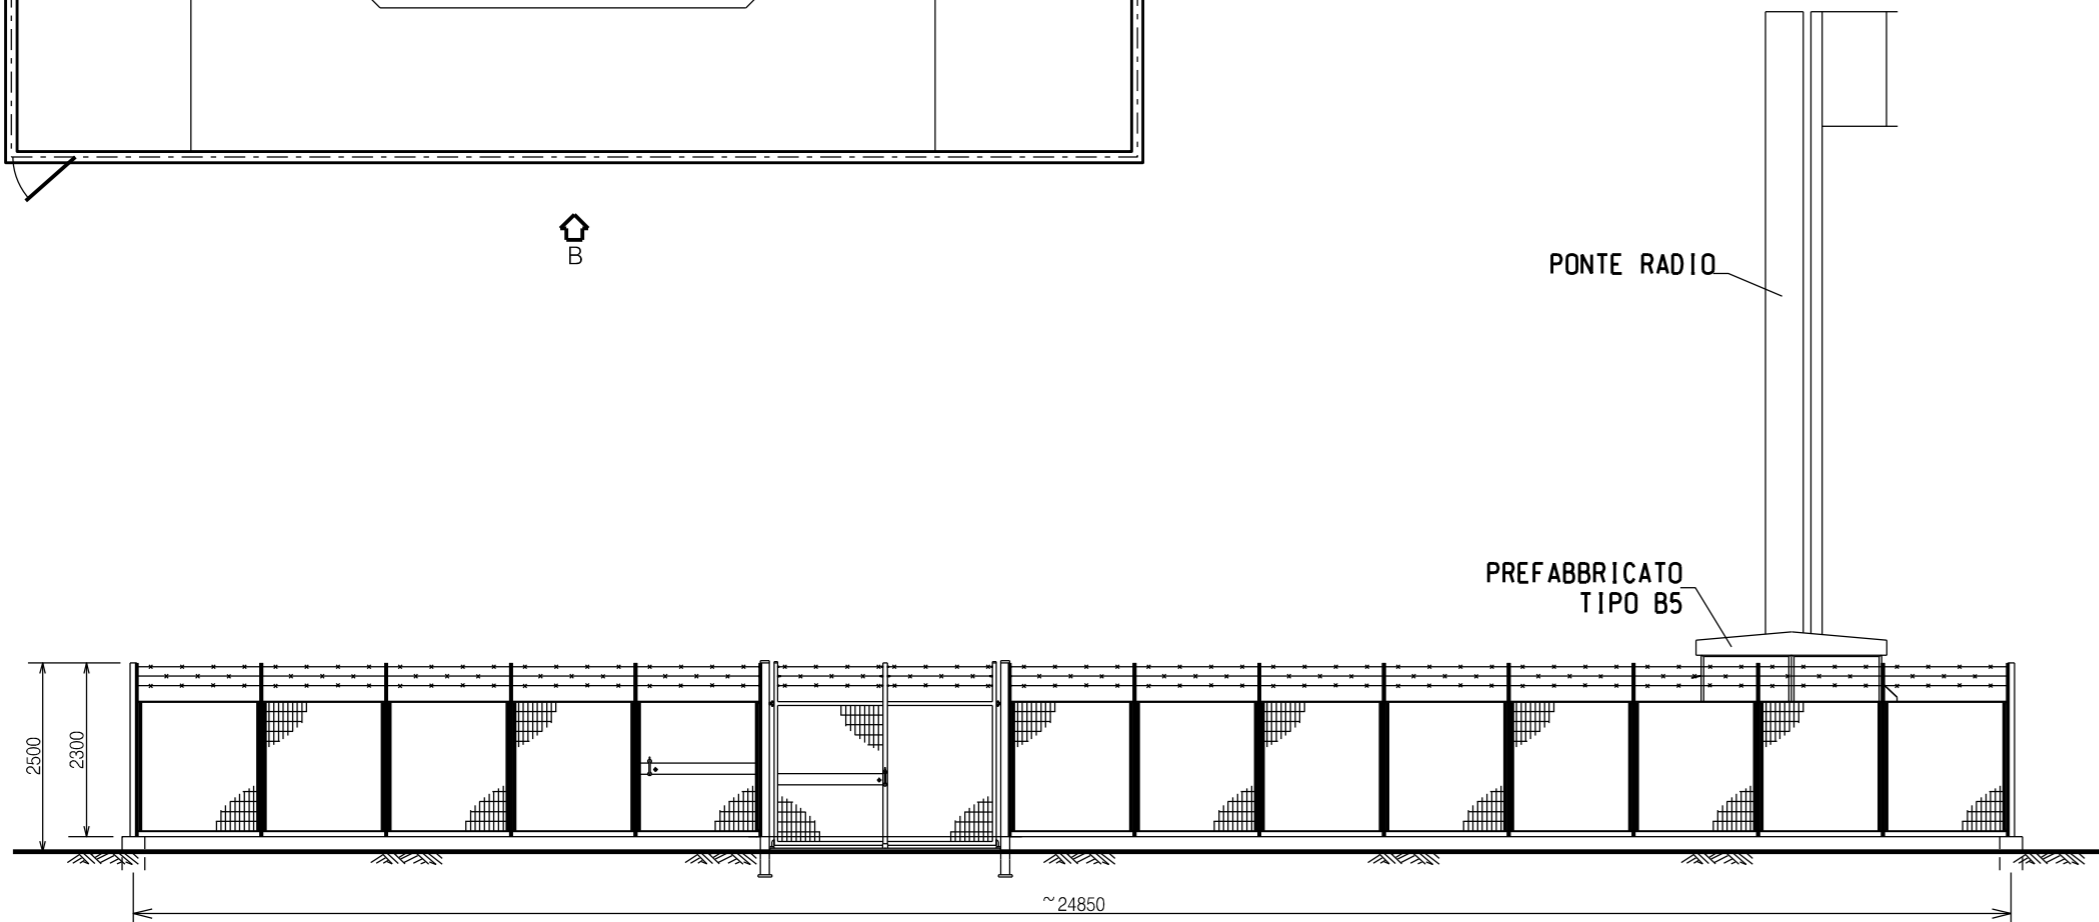 B
PONTE RADIO
PREFABBRICATO
TIPO B5
2500
2300
~24850